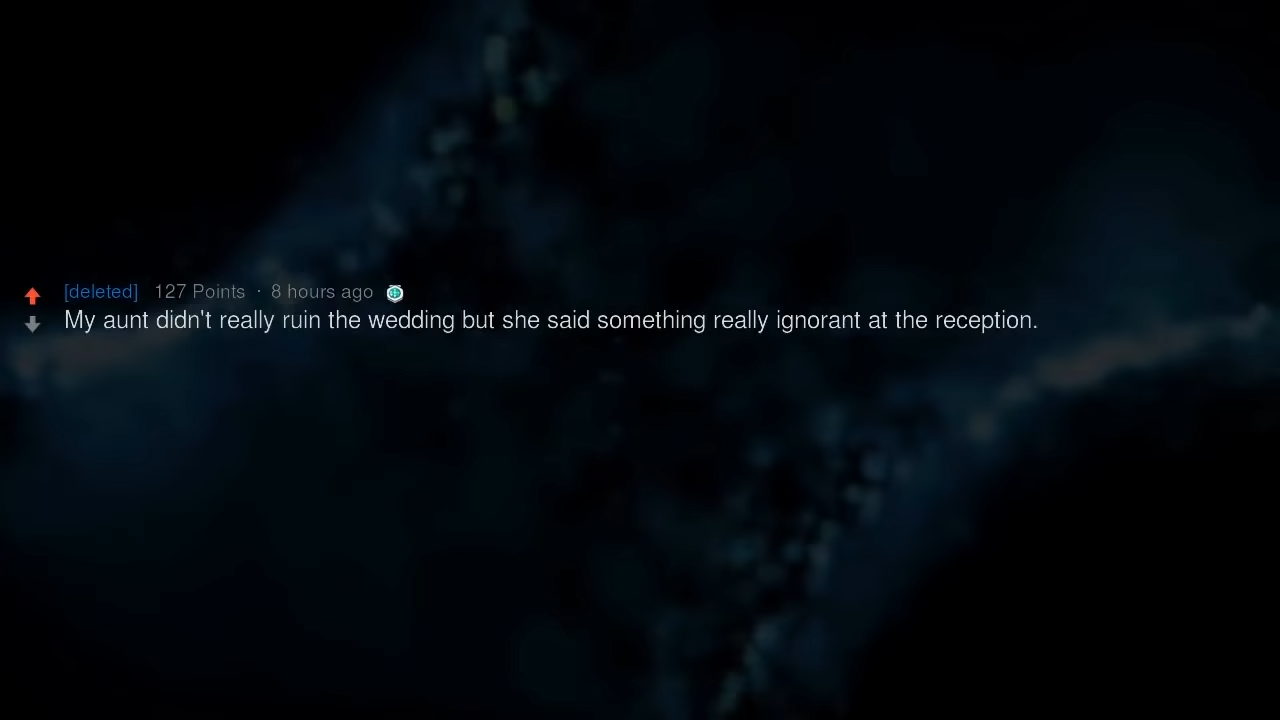 [deleted] 127 Points · 8 hours ago
My aunt didn't really ruin the wedding but she said something really ignorant at the reception.